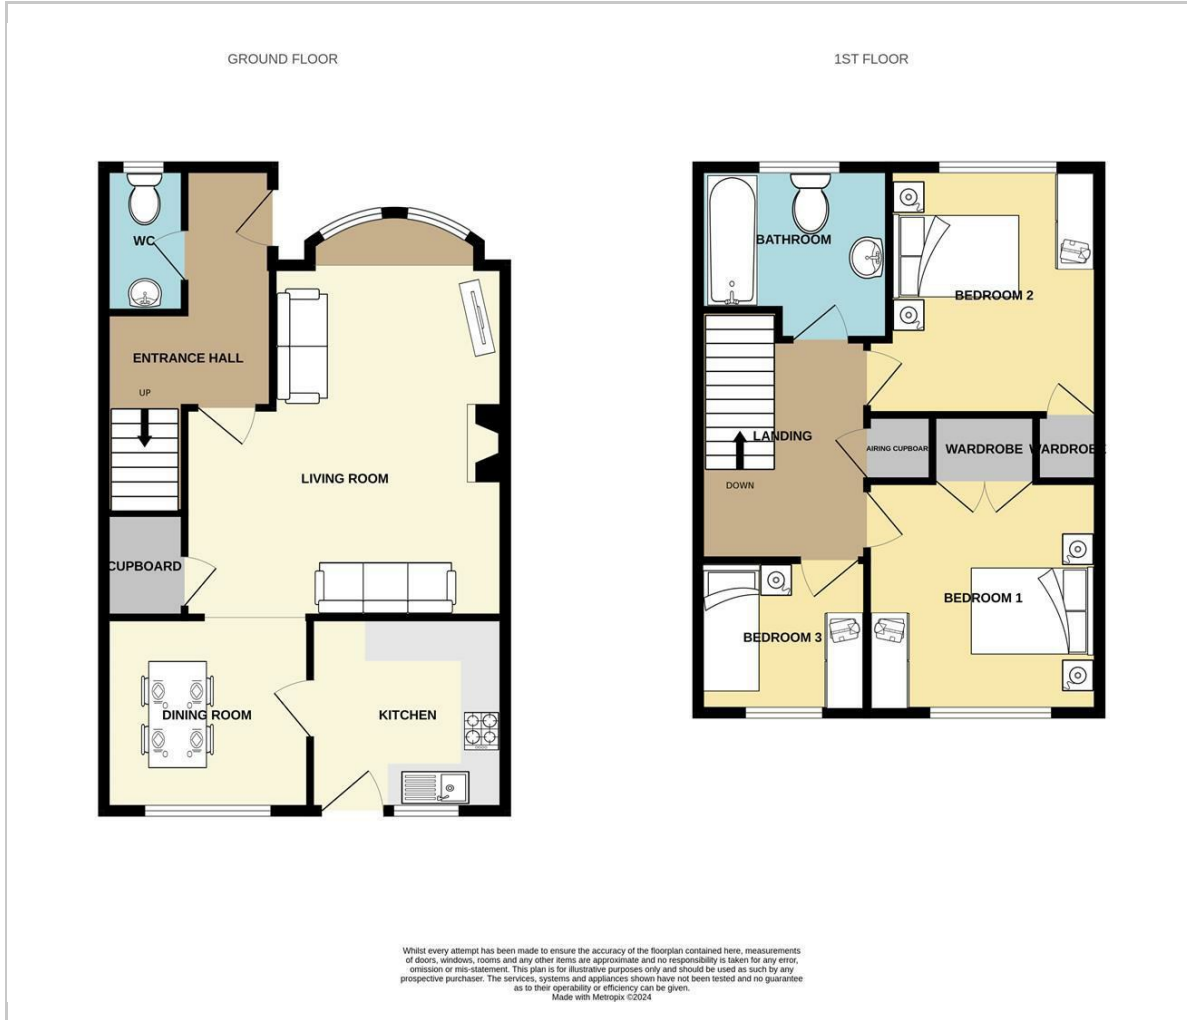 GROUND FLOOR
1ST FLOOR
WC
ENTRANCE HALL
UP
LIVING ROOM
CUPBOARD
DINING ROOM
KITCHEN
BATHROOM
BEDROOM 2
LANDING
AIRING CUPBOARD
WARDROBE
WARDROBE
DOWN
BEDROOM 1
BEDROOM 3
Whilst every attempt has been made to ensure the accuracy of the floorplan contained here, measurements
of doors, windows, rooms and any other items are approximate and no responsibility is taken for any error,
omission or mis-statement. This plan is for illustrative purposes only and should be used as such by any
prospective purchaser. The services, systems and appliances shown have not been tested and no guarantee
as to their operability or efficiency can be given.
Made with Metropix ©2024